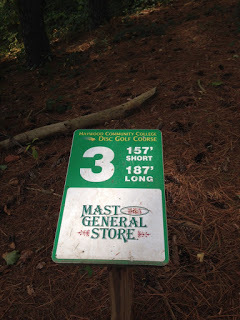 HAYWOOD COMMUNITY COLLEGE
DISC GOLF COURSE
3
157'
SHORT
187'
LONG
MAST
GENERAL
STORE